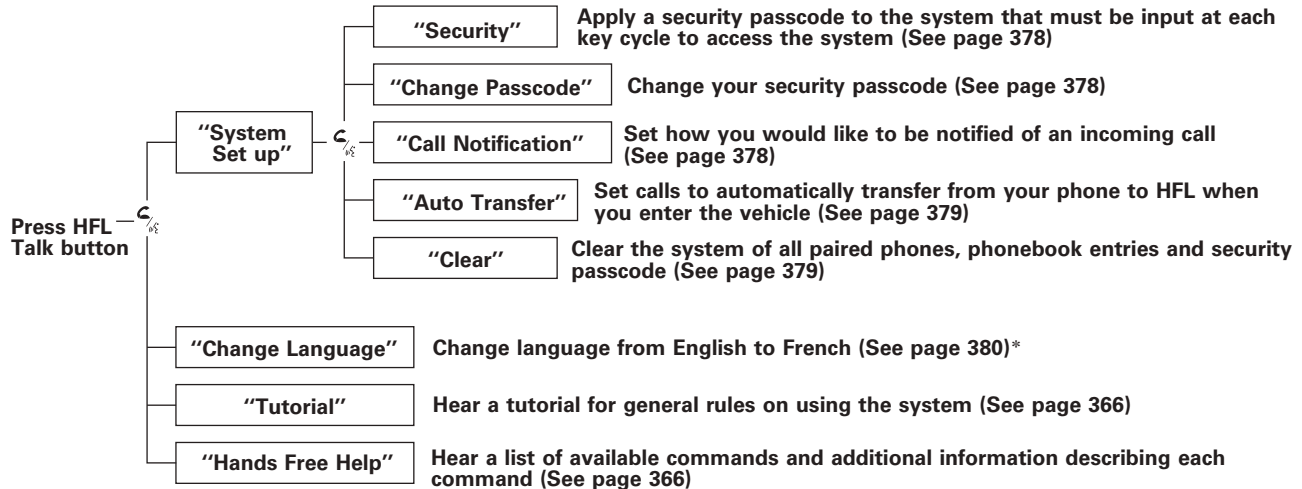 "Security"
Apply a security passcode to the system that must be input at each
key cycle to access the system (See page 378)
"Change Passcode"
Change your security passcode (See page 378)
"System
Set up"
"Call Notification"
Set how you would like to be notified of an incoming call
(See page 378)
"Auto Transfer"
Set calls to automatically transfer from your phone to HFL when
you enter the vehicle (See page 379)
Press HFL
Talk button
"Clear"
Clear the system of all paired phones, phonebook entries and security
passcode (See page 379)
"Change Language"
Change language from English to French (See page 380)*
"Tutorial"
Hear a tutorial for general rules on using the system (See page 366)
"Hands Free Help"
Hear a list of available commands and additional information describing each
command (See page 366)